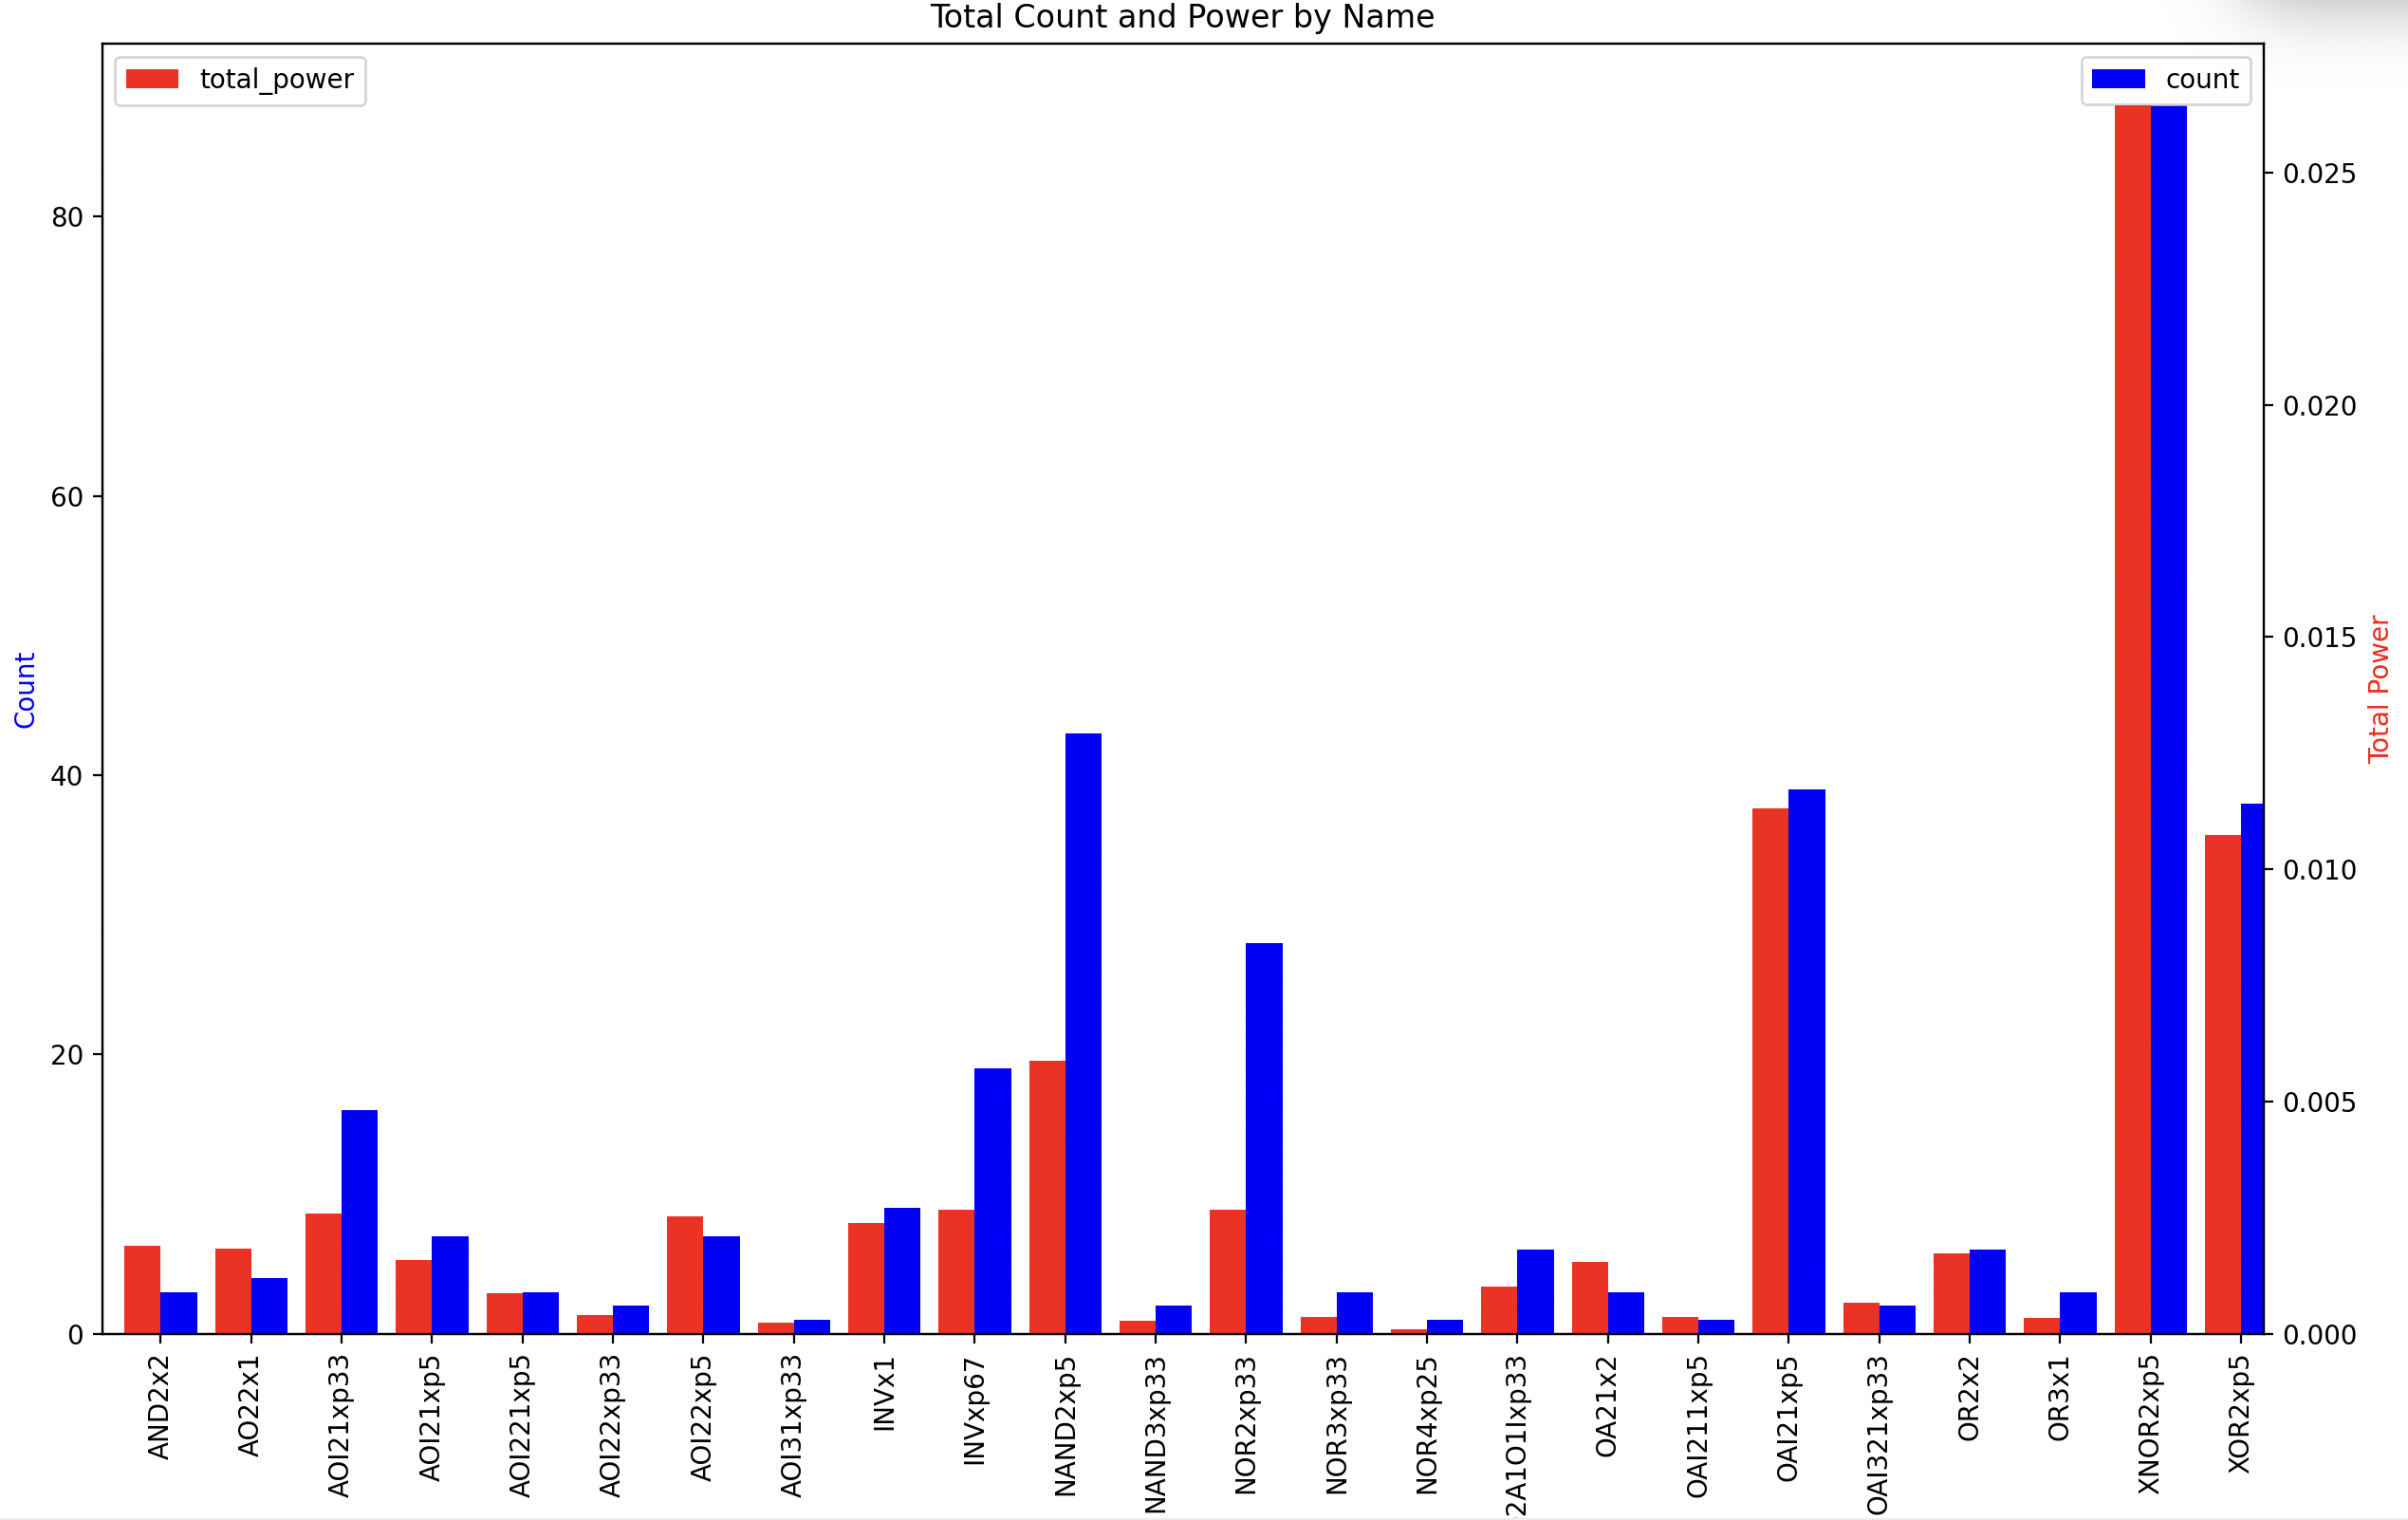 Total Count and Power by Name
total_power
count
80
60
40
20
0
Count
0.025
0.020
0.015
0.010
0.005
0.000
Total Power
AND2x2
AO22x1
AOI21xp33
AOI21xp5
AOI221xp5
AOI22xp33
AOI22xp5
AOI31xp33
INVx1
INVxp67
NAND2xp5
NAND3xp33
NOR2xp33
NOR3xp33
NOR4xp25
2A1O1Ixp33
OA21x2
OAI211xp5
OAI21xp5
OAI321xp33
OR2x2
OR3x1
XNOR2xp5
XOR2xp5